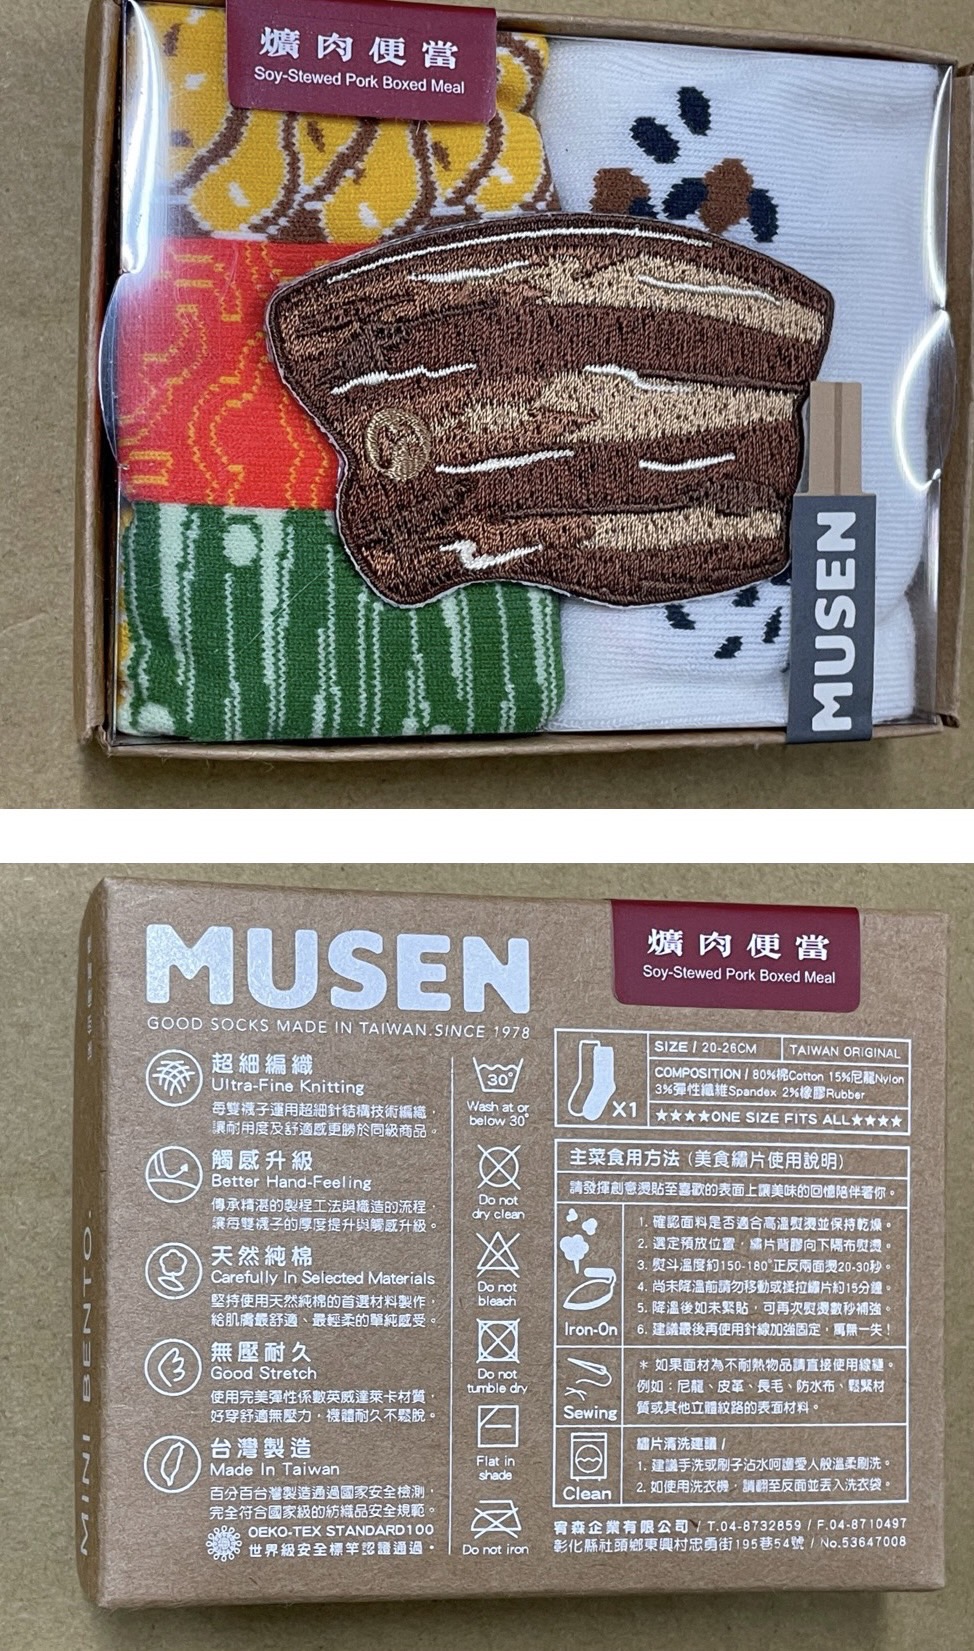 爌肉便當
Soy-Stewed Pork Boxed Meal
MUSEN
MUSEN
GOOD SOCKS MADE IN TAIWAN.SINCE 1978
爌肉便當
Soy-Stewed Pork Boxed Meal
超細編織
Ultra-Fine Knitting
每雙襪子運用超細針結構技術編織，
讓耐用度及舒適感更勝於同級商品。
觸感升級
Better Hand-Feeling
傳承精湛的製程工法與織造的流程，
讓每雙襪子的厚度提升與觸感升級。
天然純棉
Carefully In Selected Materials
堅持使用天然純棉的首選材料製作，
給肌膚最舒適、最輕柔的單純感受。
無壓耐久
Good Stretch
使用完美彈性係數英威達萊卡材質，
好穿舒適無壓力，襪體耐久不鬆脫。
台灣製造
Made In Taiwan
百分百台灣製造通過國家安全檢測，
完全符合國家級的紡織品安全規範。
OEKO-TEX STANDARD100
世界級安全標竿認證通過。
30°
Wash at or
below 30°
Do not
dry clean
Do not
bleach
Do not
tumble dry
Flat in
shade
Do not iron
X1
SIZE / 20-26CM
TAIWAN ORIGINAL
COMPOSITION / 80%棉Cotton 15%尼龍Nylon
3%彈性纖維Spandex 2%橡膠Rubber
★★★★ONE SIZE FITS ALL★★★★
主菜食用方法 (美食繡片使用說明)
請發揮創意燙貼至喜歡的表面上讓美味的回憶陪伴著你。
Iron-On
1. 確認面料是否適合高溫熨燙並保持乾燥。
2. 選定預放位置，繡片背膠向下隔布熨燙。
3. 熨斗溫度約150-180°正反兩面燙20-30秒。
4. 尚未降溫前請勿移動或揉拉繡片約15分鐘。
5. 降溫後如未緊貼，可再次熨燙數秒補強。
6. 建議最後再使用針線加強固定，萬無一失!
Sewing
* 如果面材為不耐熱物品請直接使用線縫。
例如：尼龍、皮革、長毛、防水布、鬆緊材
質或其他立體紋路的表面材料。
Clean
繡片清洗建議 /
1. 建議手洗或刷子沾水呵護愛人般溫柔刷洗。
2. 如使用洗衣機，請翻至反面並丟入洗衣袋。
宥森企業有限公司 / T.04-8732859 / F.04-8710497
彰化縣社頭鄉東興村忠勇街195巷54號 / No.53647008
MINI BENTO.